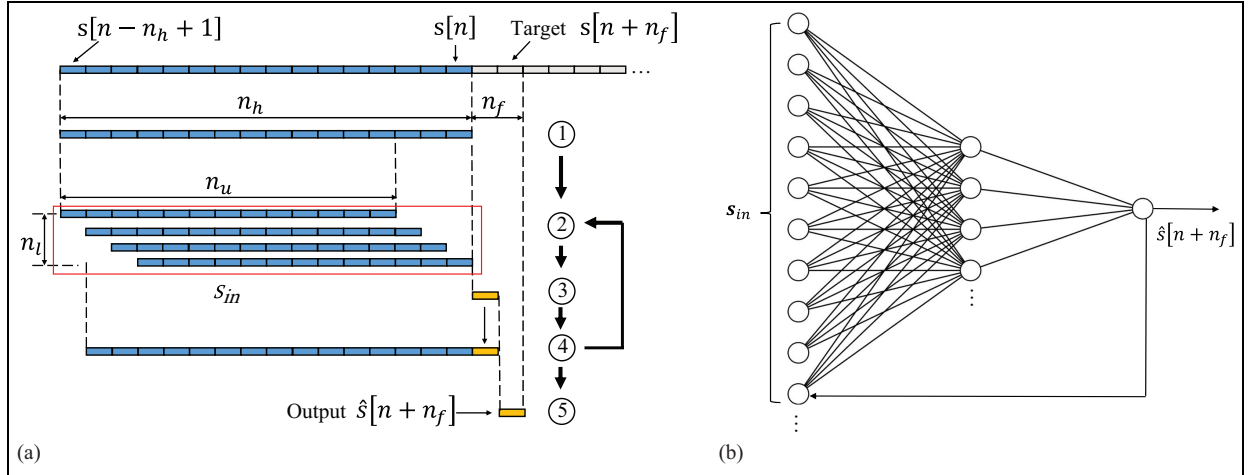 s[n − n_h + 1]
s[n]
Target s[n + n_f]
...
n_h
n_f
1
n_u
2
n_l
S_in
3
4
Output ŝ[n + n_f]
5
(a)
s_in
ŝ[n + n_f]
⋮
⋮
(b)